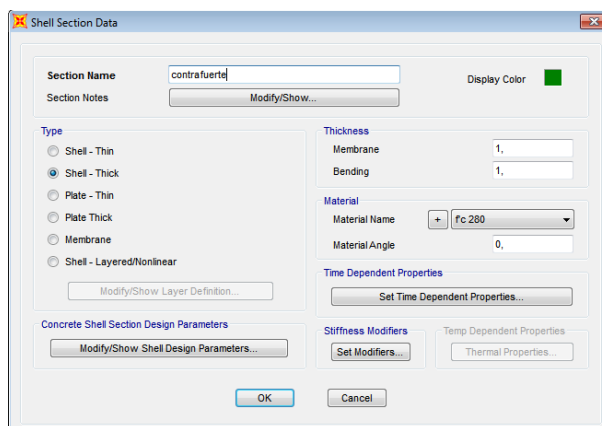 Shell Section Data
Section Name contrafuerte Display Color
Section Notes Modify/Show...
Type
Shell - Thin
Shell - Thick
Plate - Thin
Plate Thick
Membrane
Shell - Layered/Nonlinear
Modify/Show Layer Definition...
Concrete Shell Section Design Parameters
Modify/Show Shell Design Parameters...
Thickness
Membrane 1,
Bending 1,
Material
Material Name + f'c 280
Material Angle 0,
Time Dependent Properties
Set Time Dependent Properties...
Stiffness Modifiers
Set Modifiers...
Temp Dependent Properties
Thermal Properties...
OK Cancel